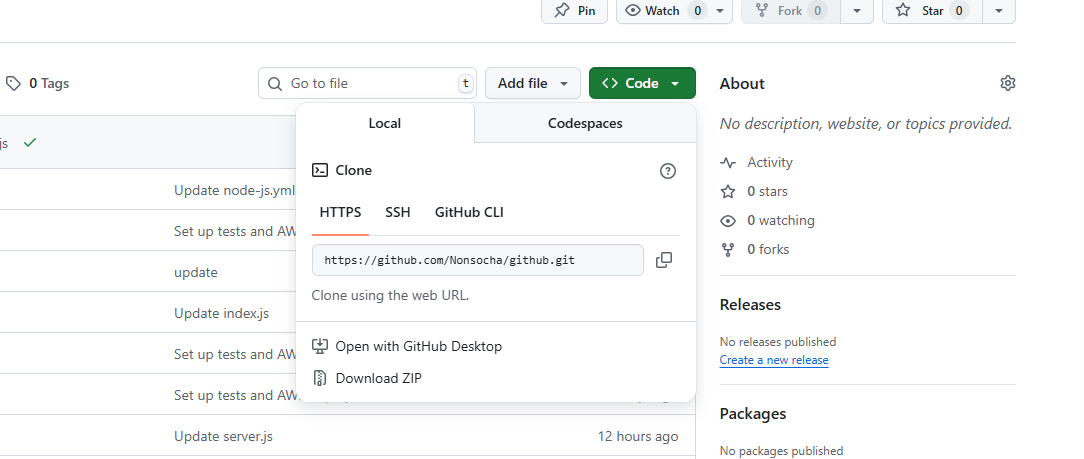 Pin
Watch 0
Fork 0
Star 0
0 Tags
Go to file t
Add file
Code
About
Local
Codespaces
No description, website, or topics provided.
js
Clone
Activity
Update node-js.yml
HTTPS SSH GitHub CLI
0 stars
Set up tests and AW
0 watching
https://github.com/Nonsocha/github.git
0 forks
update
Clone using the web URL.
Releases
Update index.js
No releases published
Open with GitHub Desktop
Set up tests and AW
Create a new release
Download ZIP
Set up tests and AW
Packages
Update server.js
12 hours ago
No packages published